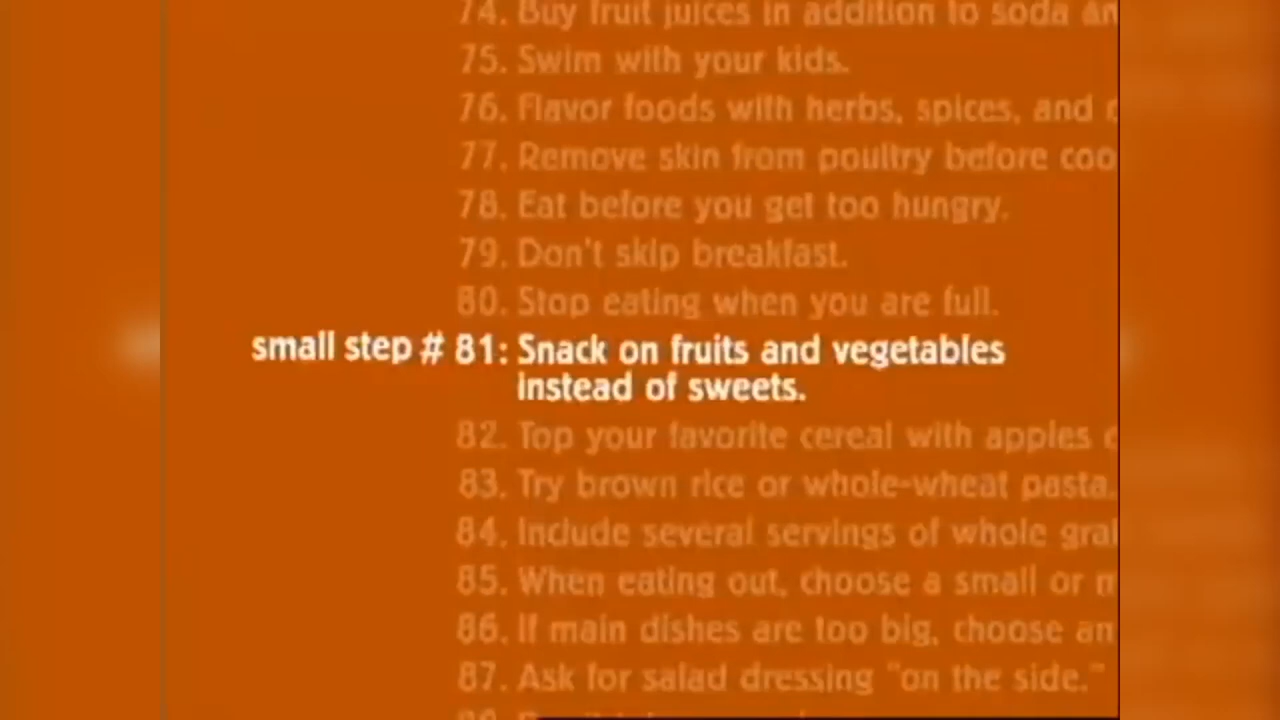 74. Buy fruit juices in addition to soda
75. Swim with your kids.
76. Flavor foods with herbs, spices, and
77. Remove skin from poultry before
78. Eat before you get too hungry.
79. Don't skip breakfast.
80. Stop eating when you are full.
small step # 81: Snack on fruits and vegetables
instead of sweets.
82. Top your favorite cereal with apples
83. Try brown rice or whole-wheat pasta.
84. Include several servings of whole
85. When eating out, choose a small or
86. If main dishes are too big, choose an
87. Ask for salad dressing "on the side."